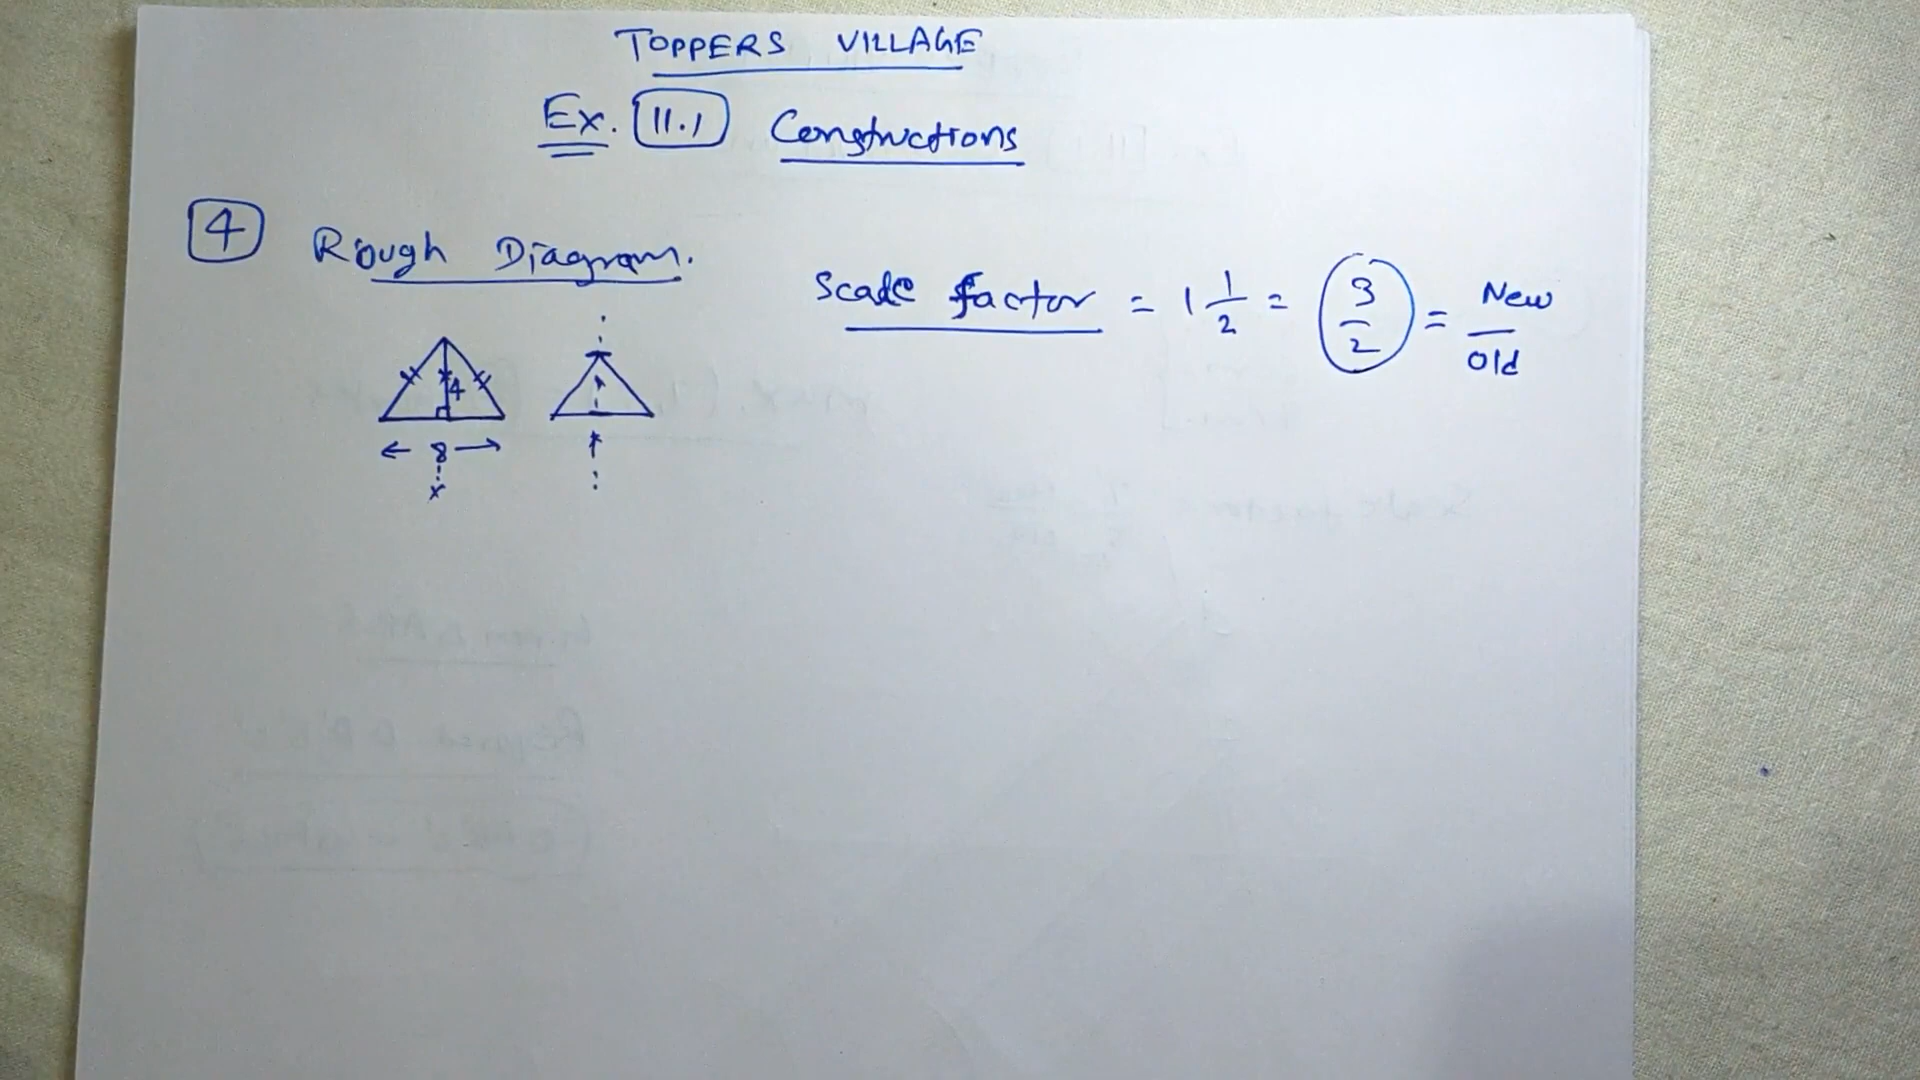 TOPPERS VILLAGE
Ex. 11.1 Constructions
4 Rough Diagram.
Scale factor = 1 1/2 = 3/2 = New/Old
4
8